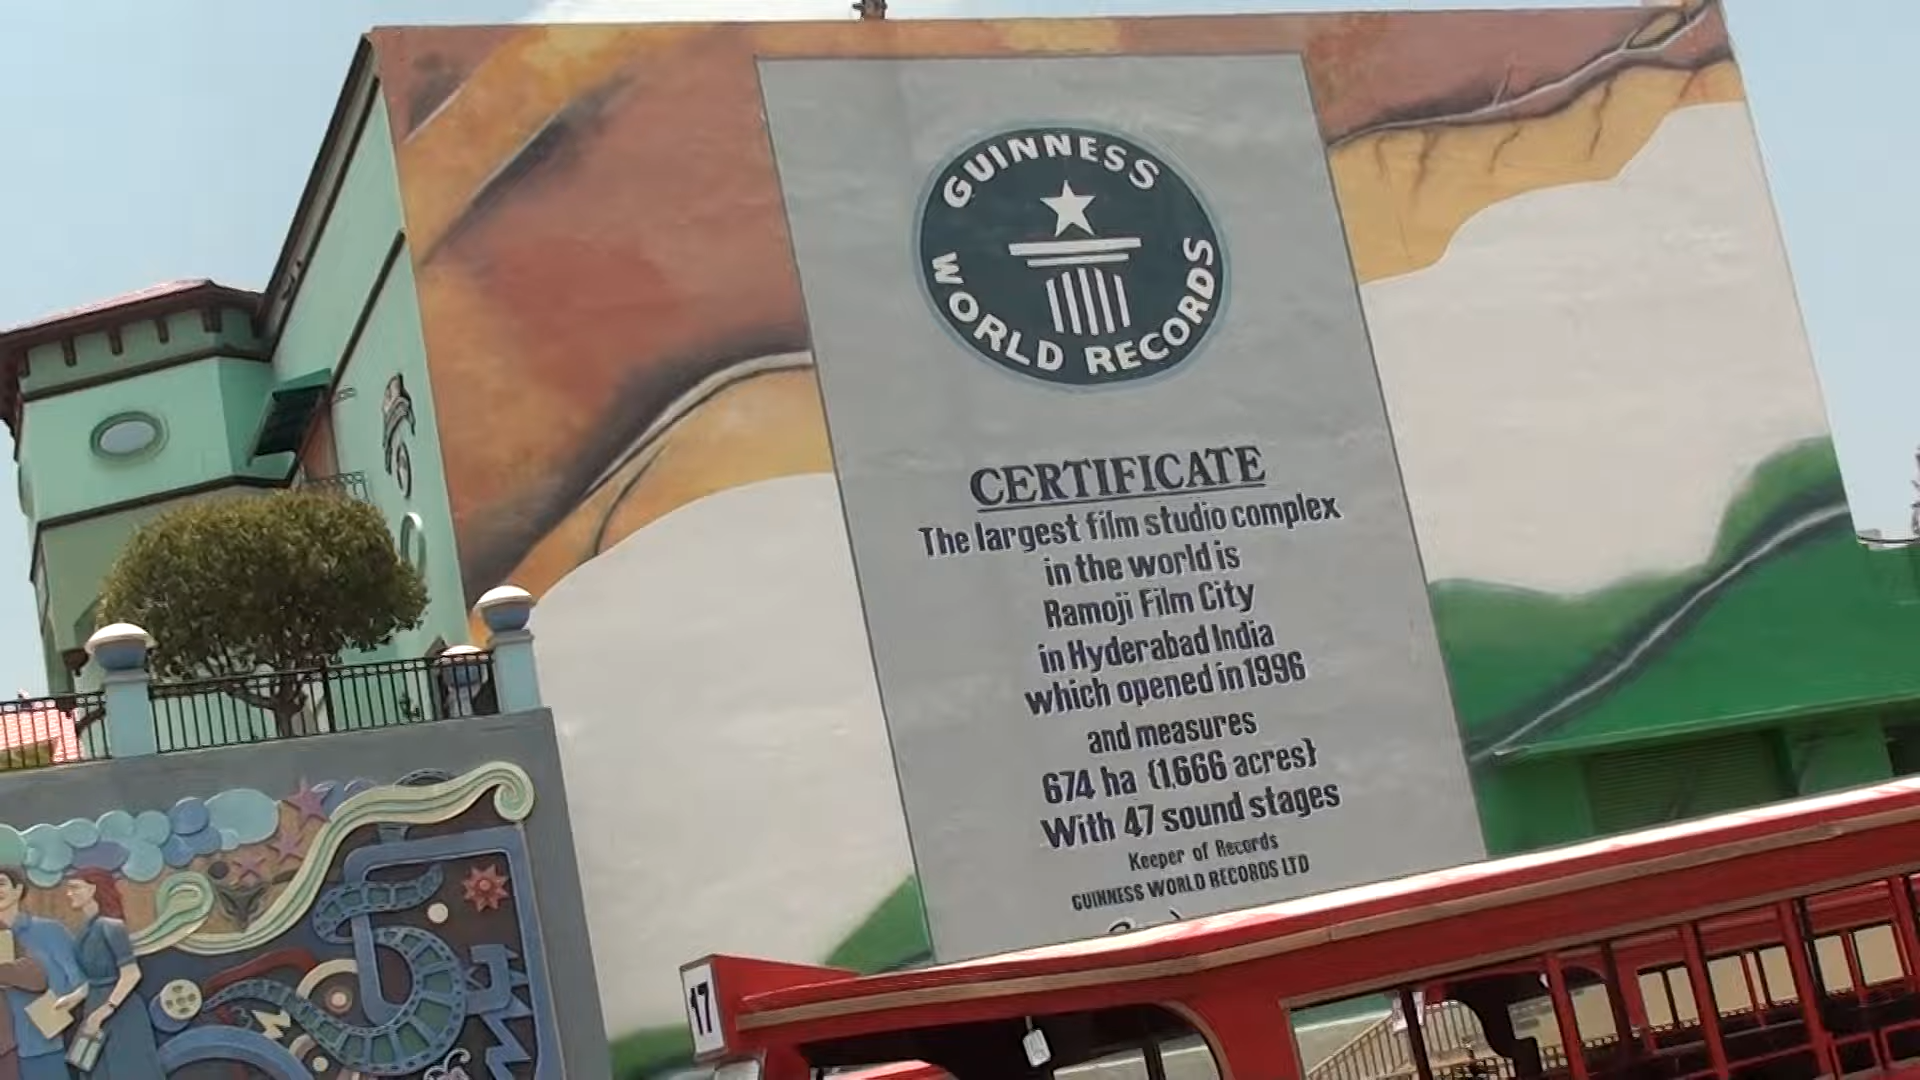 GUINNESS
WORLD RECORDS
CERTIFICATE
The largest film studio complex
in the world is
Ramoji Film City
in Hyderabad India
which opened in 1996
and measures
674 ha {1,666 acres}
With 47 sound stages
Keeper of Records
GUINNESS WORLD RECORDS LTD
17